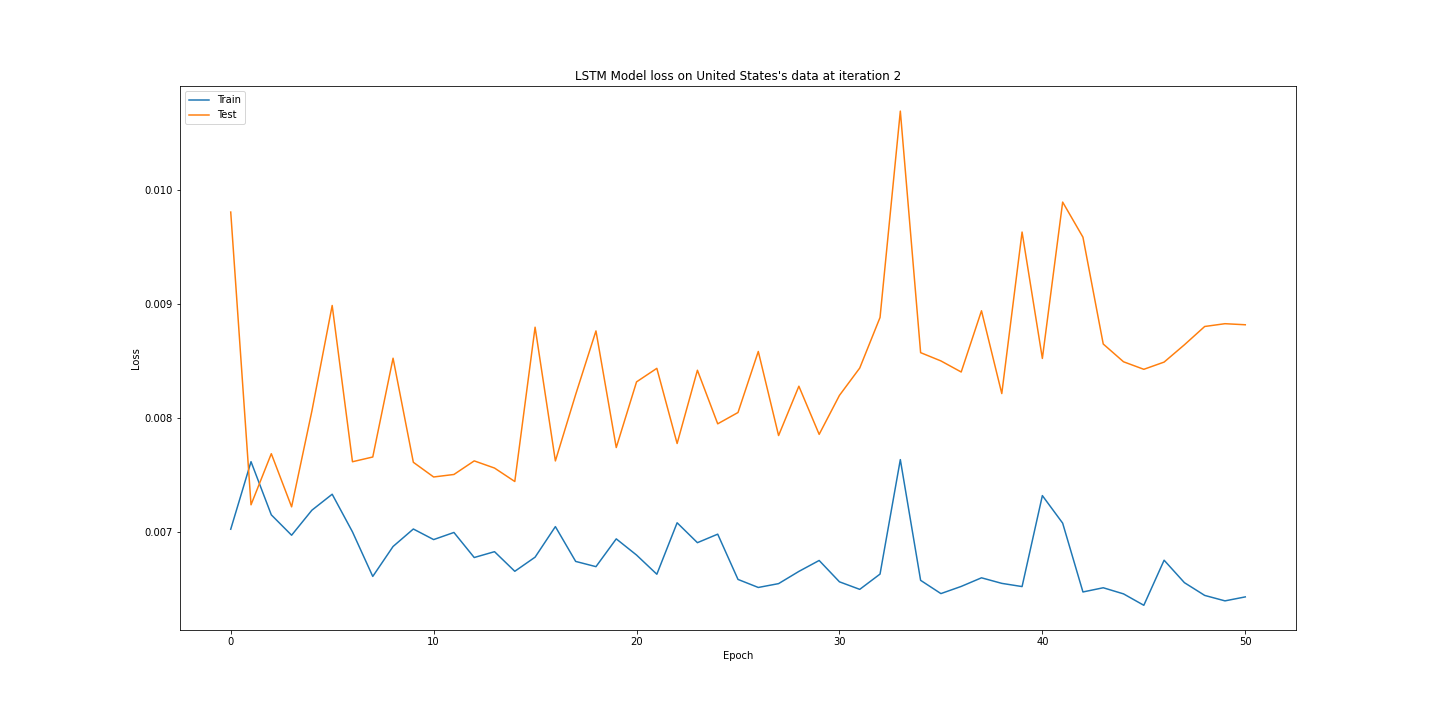 LSTM Model loss on United States's data at iteration 2
Train
Test
0.010
0.009
0.008
0.007
Loss
0
10
20
30
40
50
Epoch